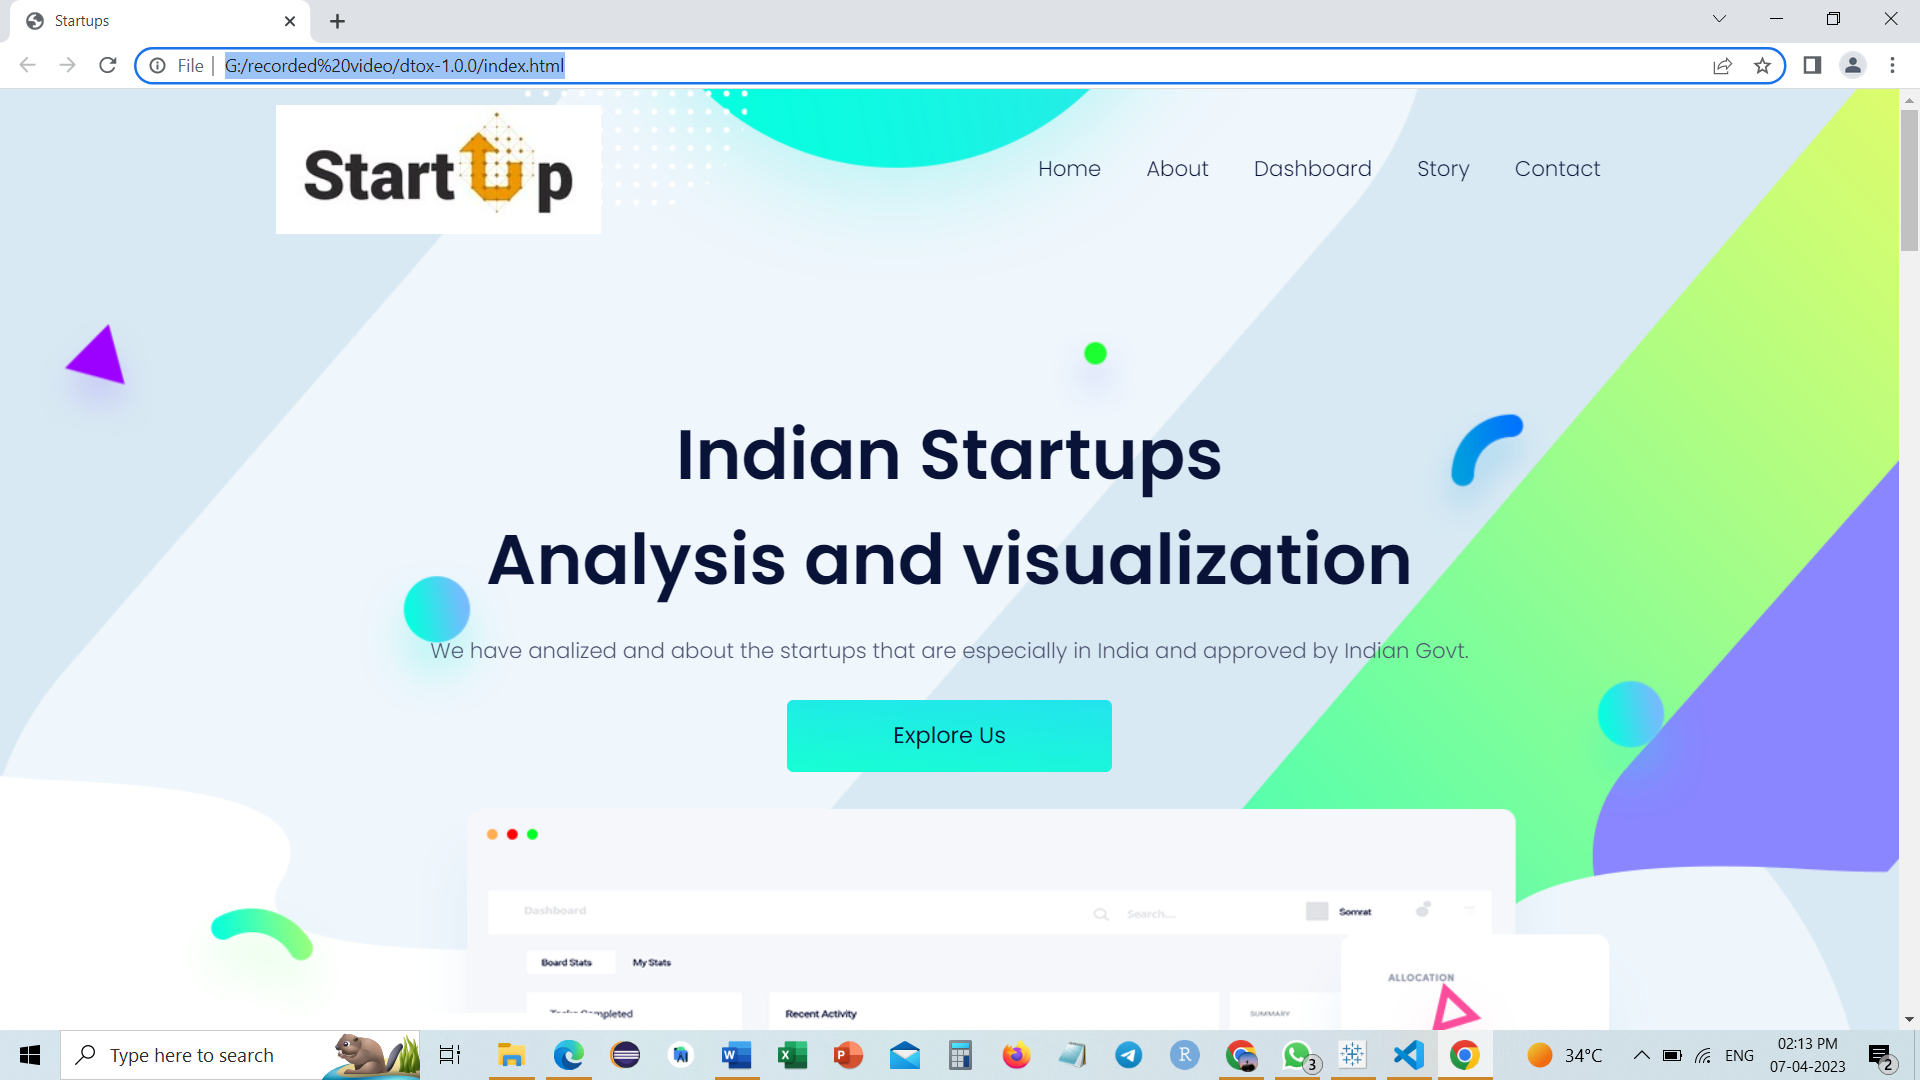 Startups
File
G:/recorded%20video/dtox-1.0.0/index.html
StartUp
Home About Dashboard Story Contact
Indian Startups
Analysis and visualization
We have analized and about the startups that are especially in India and approved by Indian Govt.
Explore Us
Dashboard Search.... Somrat
Board Stats My Stats
ALLOCATION
Tasks Completed Recent Activity SUMMARY
Type here to search
3
34°C
ENG
02:13 PM
07-04-2023
2